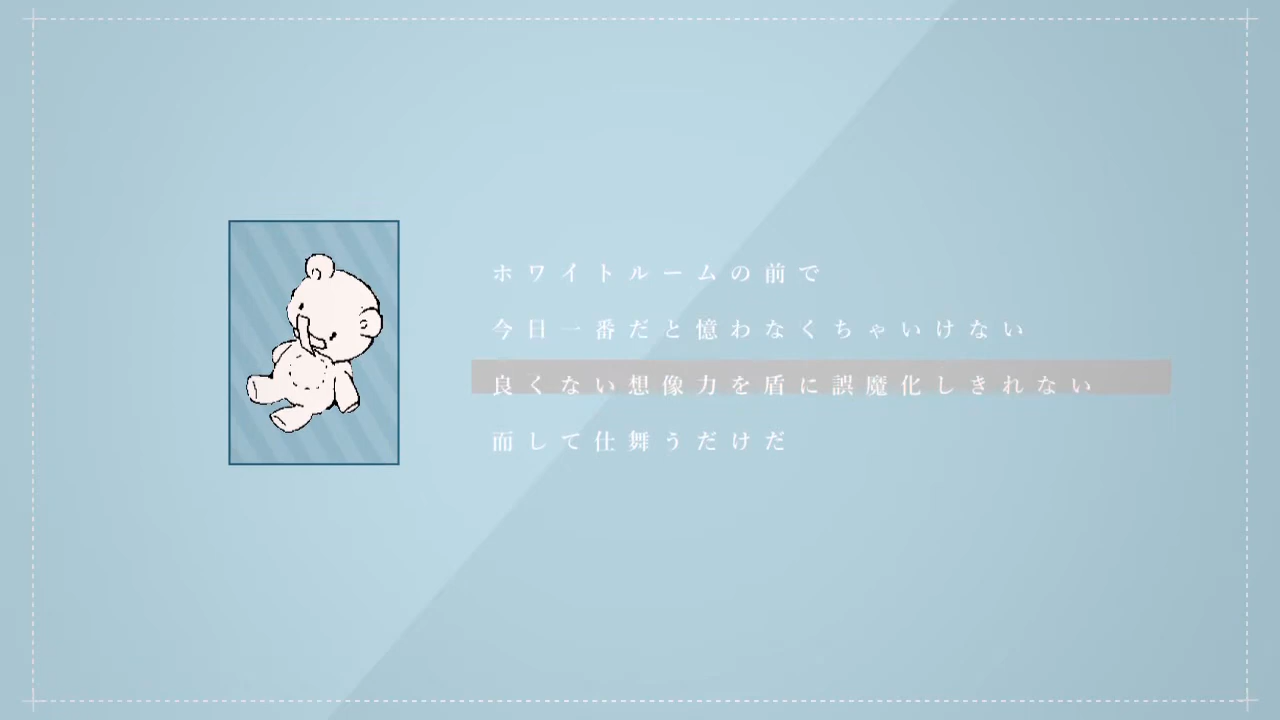 ホワイトルームの前で
今日一番だと憶わなくちゃいけない
良くない想像力を盾に誤魔化しきれない
而して仕舞うだけだ